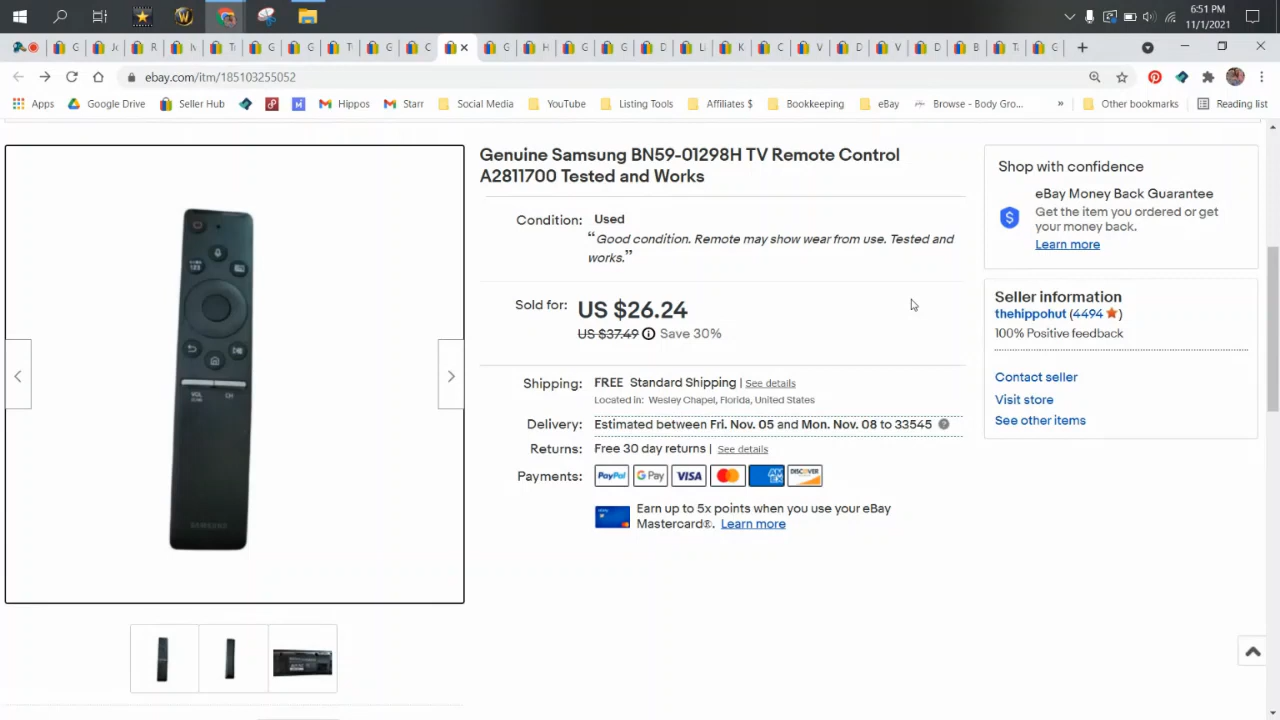 6:51 PM
11/1/2021
ebay.com/itm/185103255052
Apps
Google Drive
Seller Hub
Hippos
Starr
Social Media
YouTube
Listing Tools
Affiliates $
Bookkeeping
eBay
Browse - Body Gro...
»
Other bookmarks
Reading list
Genuine Samsung BN59-01298H TV Remote Control
A2811700 Tested and Works
Condition: Used
“Good condition. Remote may show wear from use. Tested and
works.”
Sold for: US $26.24
US $37.49 Save 30%
Shipping: FREE Standard Shipping | See details
Located in: Wesley Chapel, Florida, United States
Delivery: Estimated between Fri. Nov. 05 and Mon. Nov. 08 to 33545
Returns: Free 30 day returns | See details
Payments: PayPal G Pay VISA DISCOVER
Earn up to 5x points when you use your eBay
Mastercard®. Learn more
Shop with confidence
eBay Money Back Guarantee
Get the item you ordered or get
your money back.
Learn more
Seller information
thehippohut (4494 ★)
100% Positive feedback
Contact seller
Visit store
See other items
123
VOL
CH
SAMSUNG